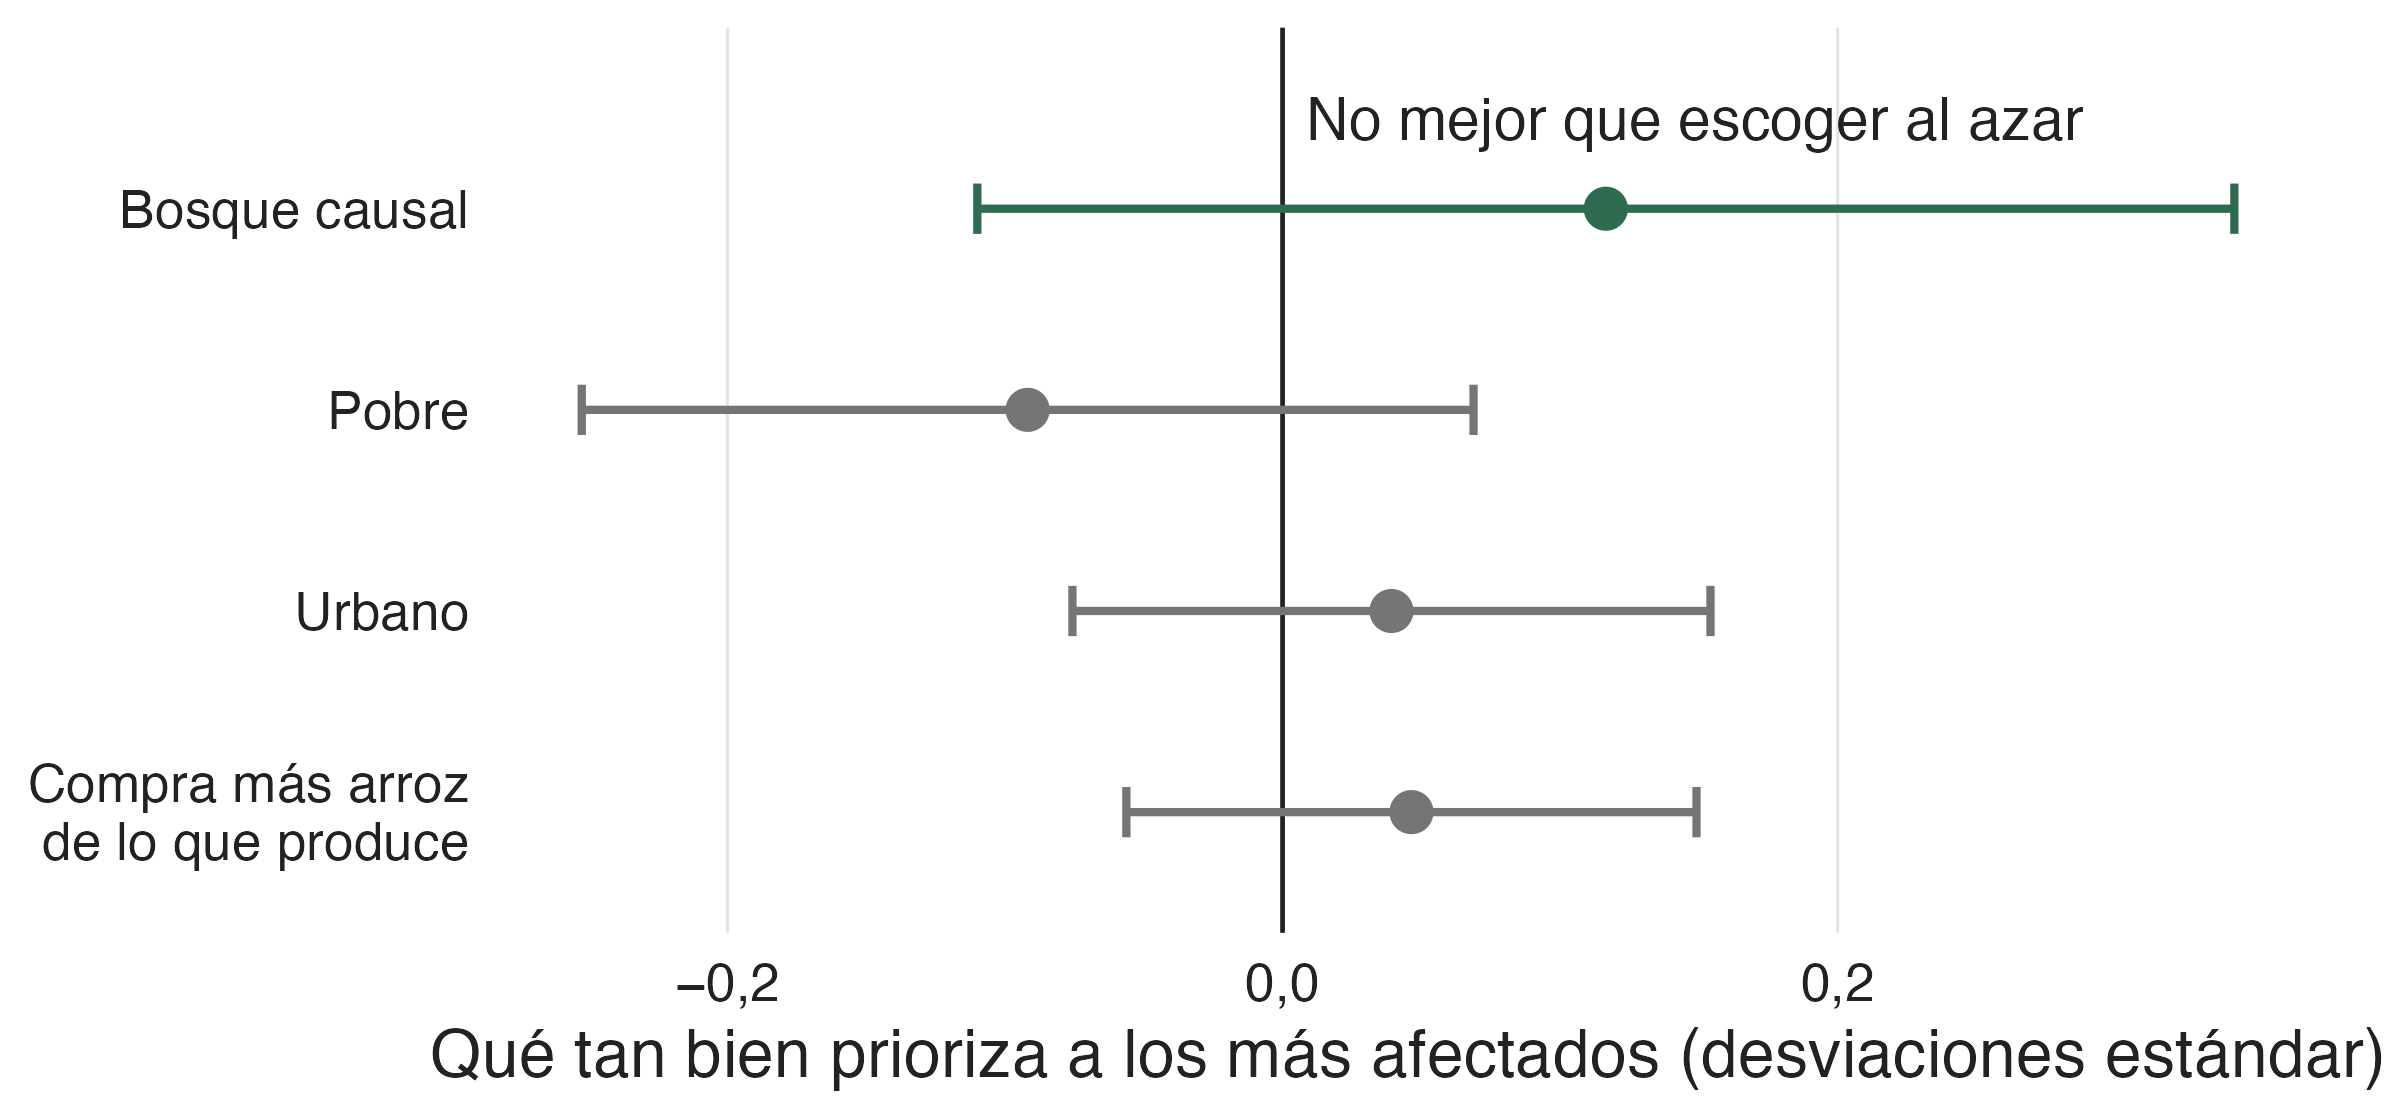 No mejor que escoger al azar
Bosque causal
Pobre
Urbano
Compra más arroz
de lo que produce
−0,2
0,0
0,2
Qué tan bien prioriza a los más afectados (desviaciones estándar)